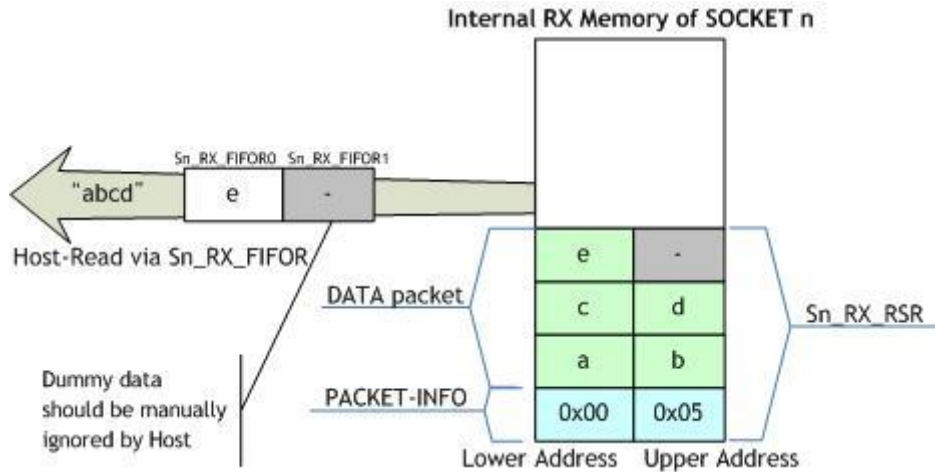 Internal RX Memory of SOCKET n
Sn_RX_FIFOR0 Sn_RX_FIFOR1
"abcd" e -
Host-Read via Sn_RX_FIFOR
e -
DATA packet
c d
Sn_RX_RSR
a b
Dummy data
should be manually
ignored by Host
PACKET-INFO
0x00 0x05
Lower Address Upper Address